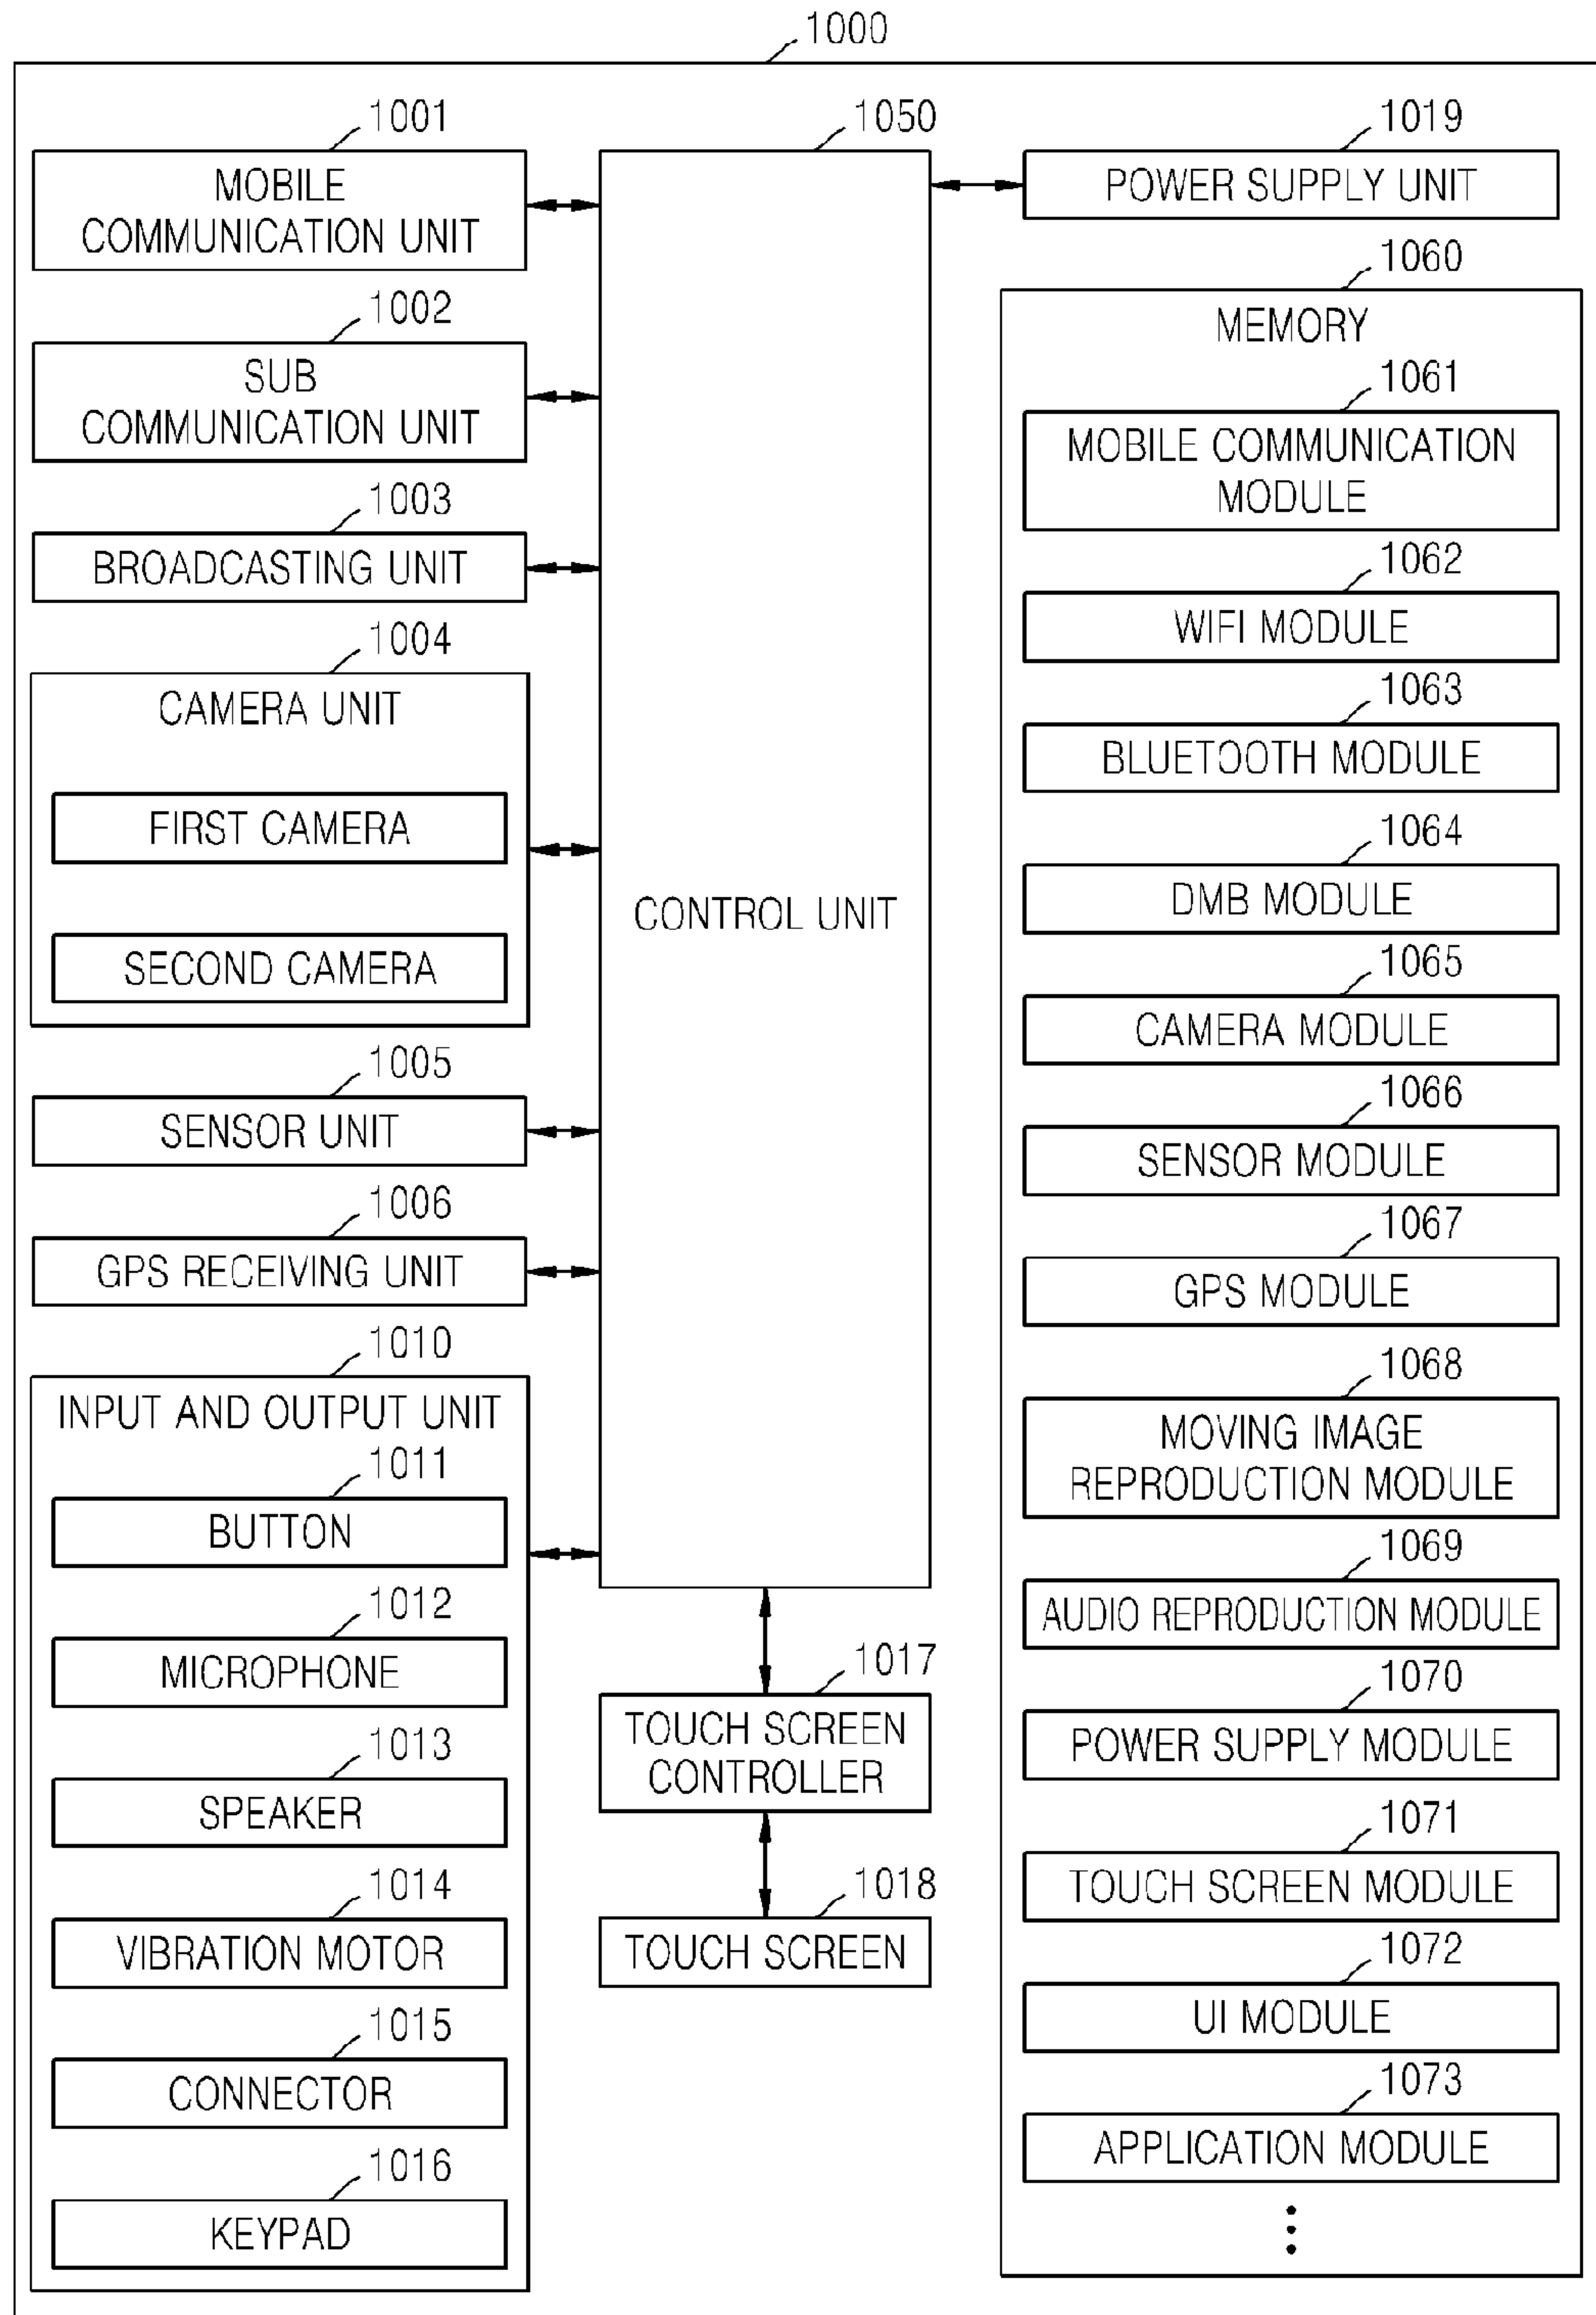 1000
1001
MOBILE
COMMUNICATION UNIT
1002
SUB
COMMUNICATION UNIT
1003
BROADCASTING UNIT
1004
CAMERA UNIT
FIRST CAMERA
SECOND CAMERA
1005
SENSOR UNIT
1006
GPS RECEIVING UNIT
1010
INPUT AND OUTPUT UNIT
1011
BUTTON
1012
MICROPHONE
1013
SPEAKER
1014
VIBRATION MOTOR
1015
CONNECTOR
1016
KEYPAD
1050
CONTROL UNIT
1017
TOUCH SCREEN
CONTROLLER
1018
TOUCH SCREEN
1019
POWER SUPPLY UNIT
1060
MEMORY
1061
MOBILE COMMUNICATION
MODULE
1062
WIFI MODULE
1063
BLUETOOTH MODULE
1064
DMB MODULE
1065
CAMERA MODULE
1066
SENSOR MODULE
1067
GPS MODULE
1068
MOVING IMAGE
REPRODUCTION MODULE
1069
AUDIO REPRODUCTION MODULE
1070
POWER SUPPLY MODULE
1071
TOUCH SCREEN MODULE
1072
UI MODULE
1073
APPLICATION MODULE